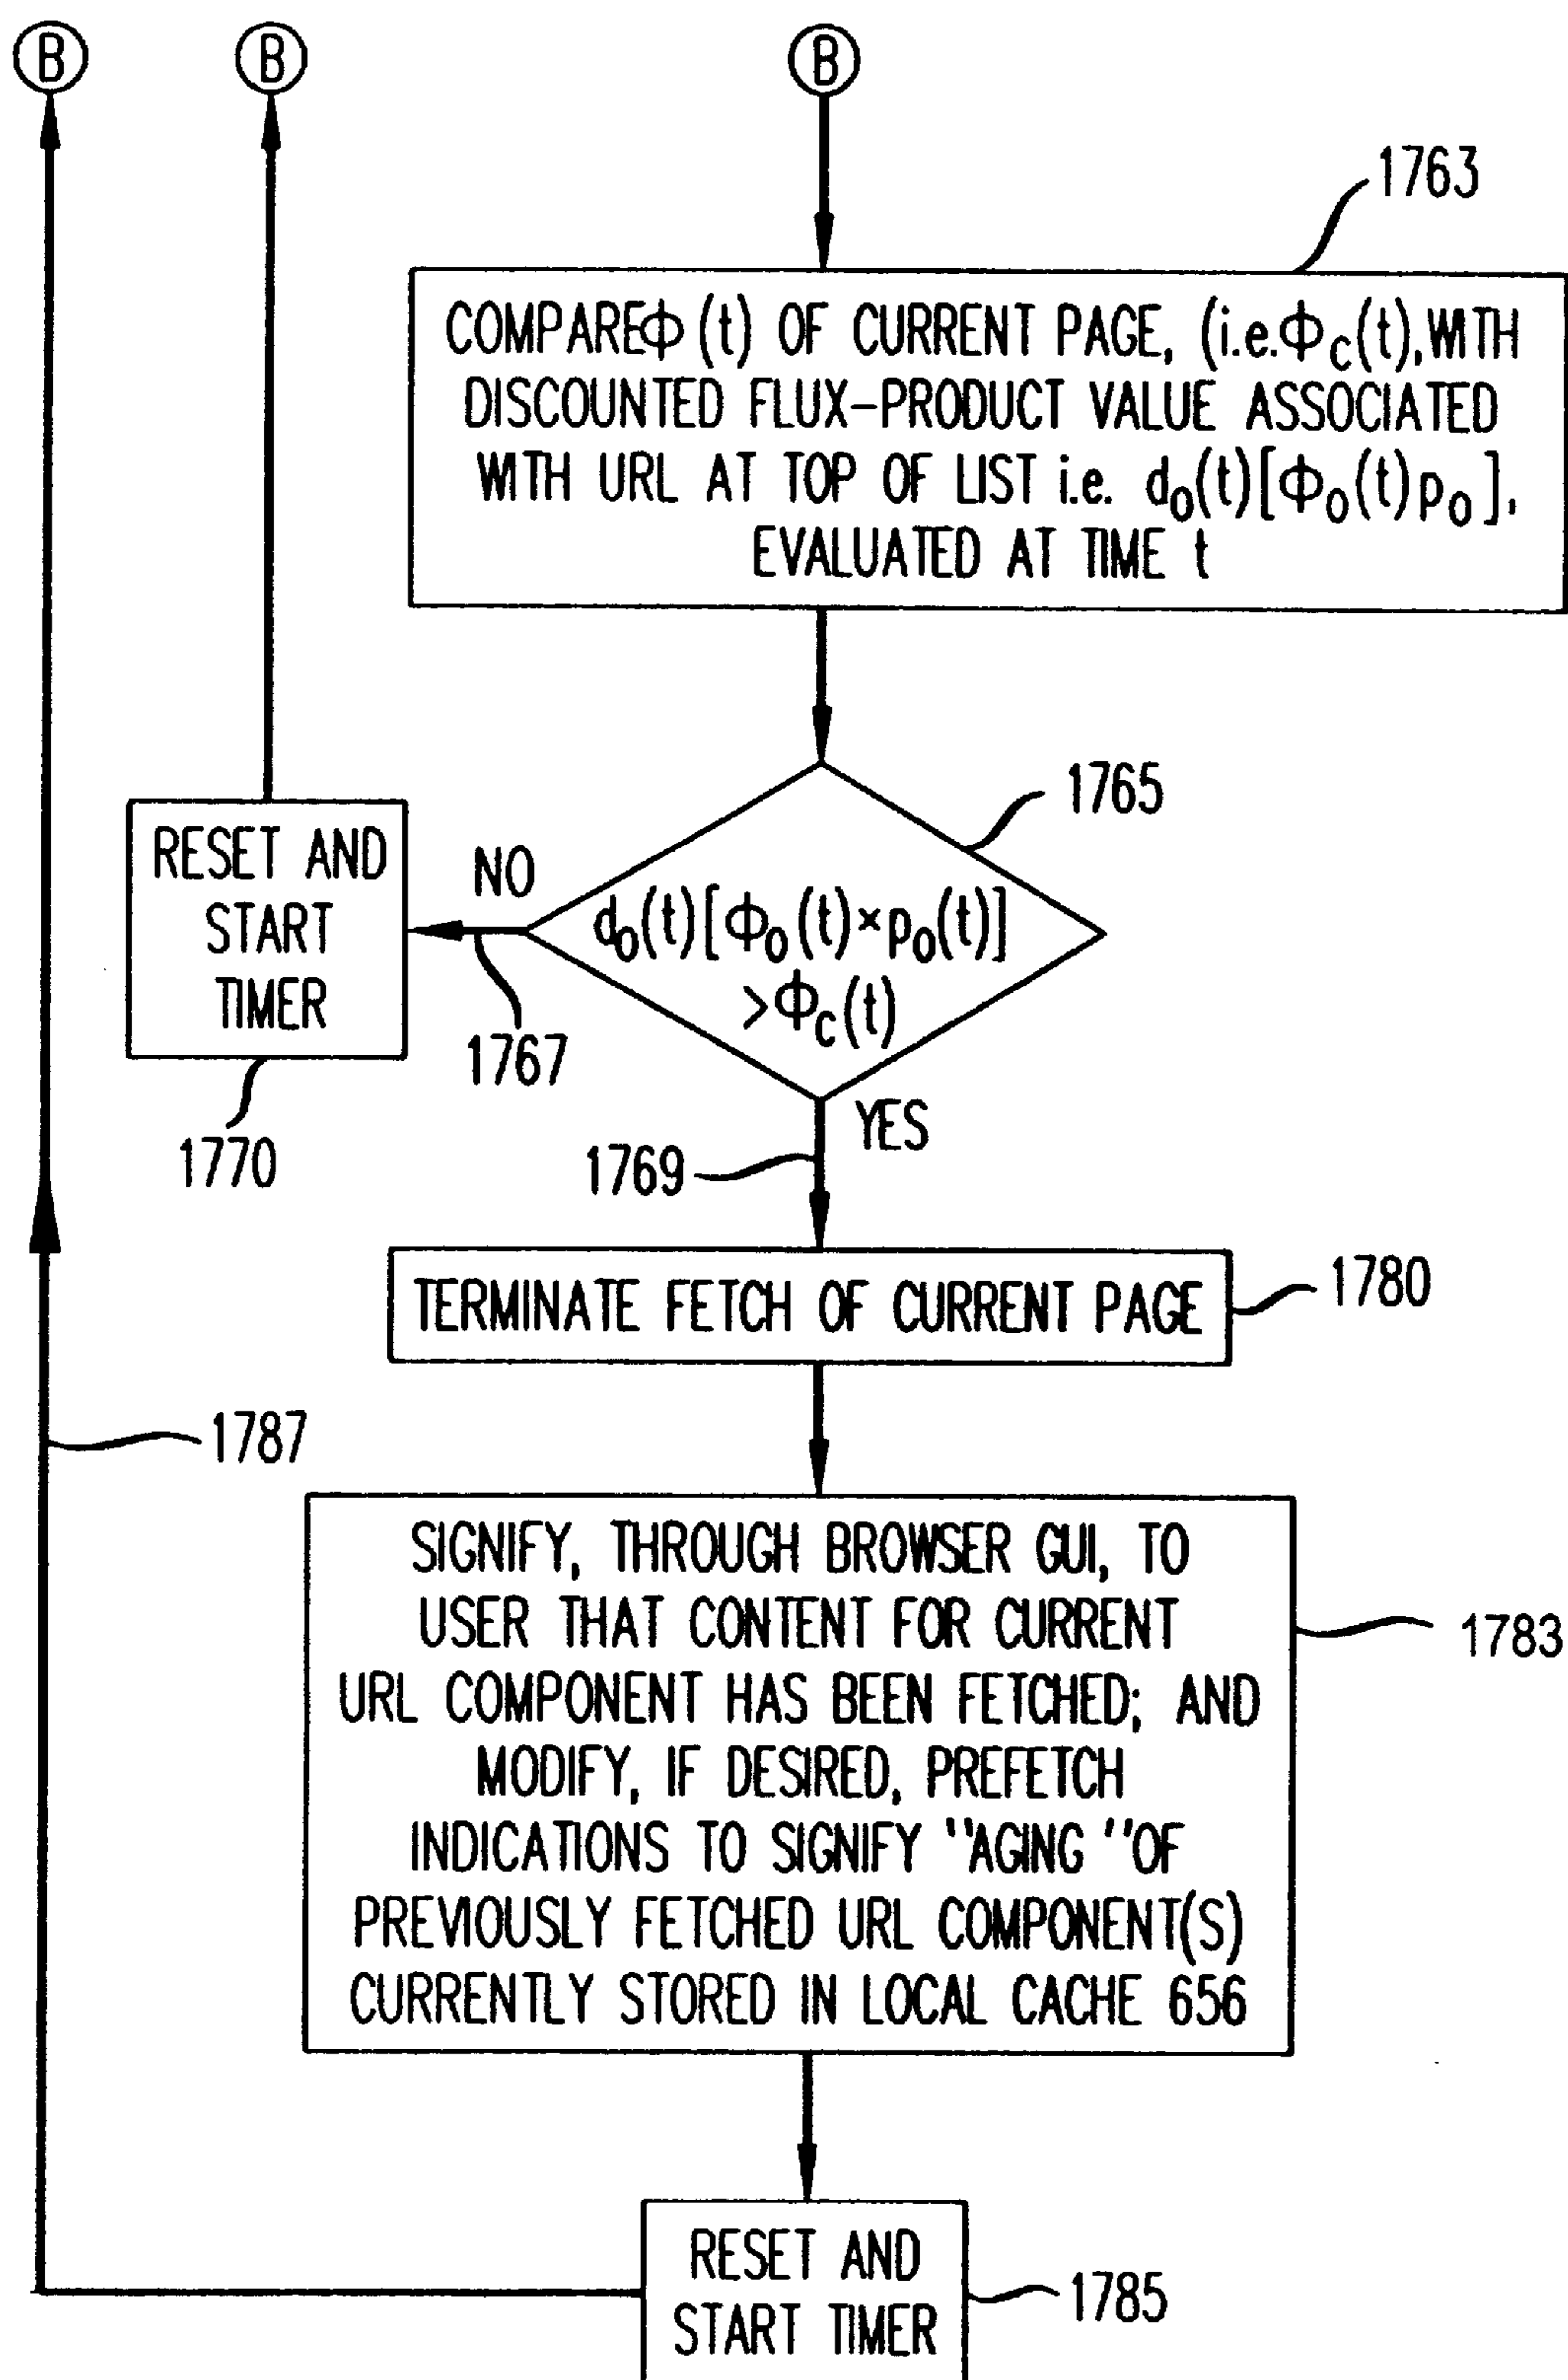 B
B
B
1763
COMPAREΦ(t) OF CURRENT PAGE, (i.e.Φc(t),WITH
DISCOUNTED FLUX-PRODUCT VALUE ASSOCIATED
WITH URL AT TOP OF LIST i.e. d₀(t)[Φ₀(t)p₀],
EVALUATED AT TIME t
1765
RESET AND
START
TIMER
NO
d₀(t)[Φ₀(t)×p₀(t)]
>Φc(t)
1767
1770
YES
1769
TERMINATE FETCH OF CURRENT PAGE
1780
1787
SIGNIFY, THROUGH BROWSER GUI, TO
USER THAT CONTENT FOR CURRENT
URL COMPONENT HAS BEEN FETCHED; AND
MODIFY, IF DESIRED, PREFETCH
INDICATIONS TO SIGNIFY "AGING "OF
PREVIOUSLY FETCHED URL COMPONENT(S)
CURRENTLY STORED IN LOCAL CACHE 656
1783
RESET AND
START TIMER
1785